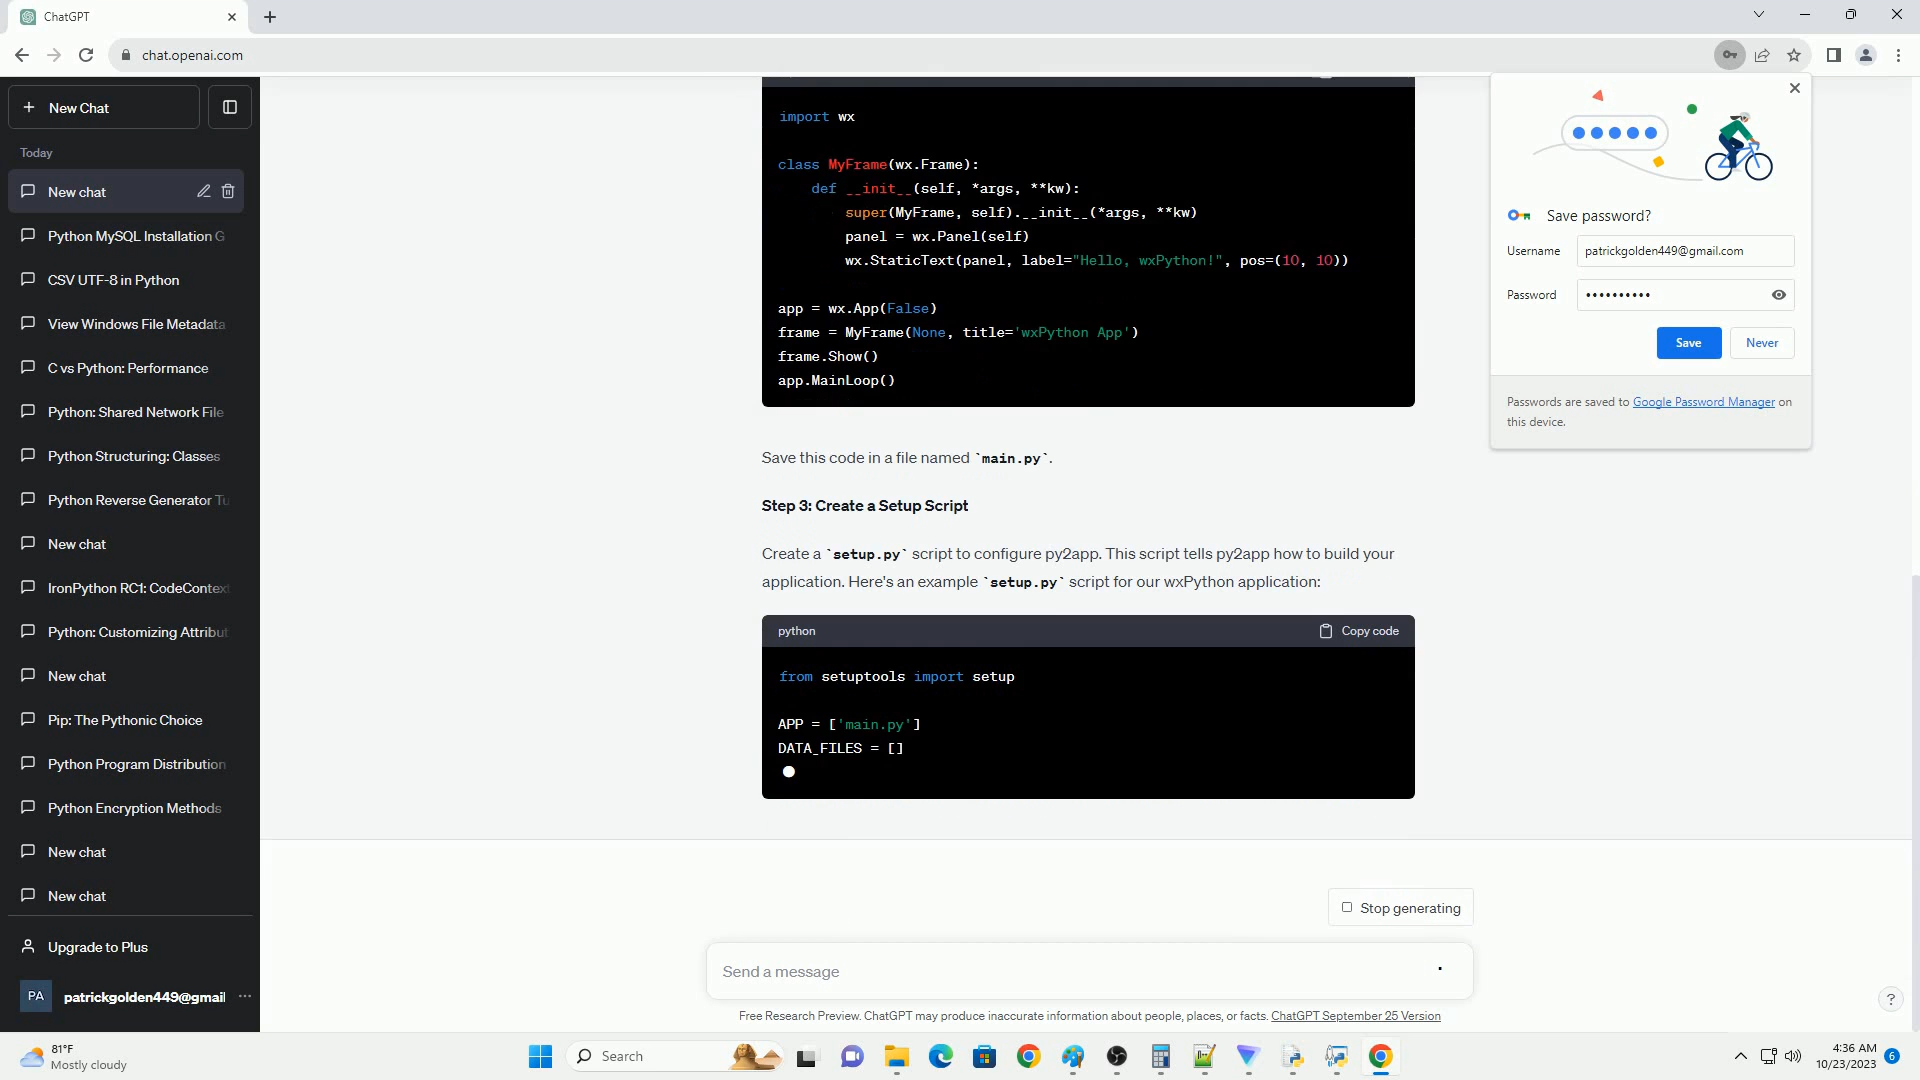 ChatGPT
chat.openai.com
New Chat
Today
New chat
Python MySQL Installation G
CSV UTF-8 in Python
View Windows File Metadata
C vs Python: Performance
Python: Shared Network File
Python Structuring: Classes
Python Reverse Generator Tu
New chat
IronPython RC1: CodeContext
Python: Customizing Attribut
New chat
Pip: The Pythonic Choice
Python Program Distribution
Python Encryption Methods
New chat
New chat
Upgrade to Plus
PA patrickgolden449@gmail ...
import wx
class MyFrame(wx.Frame):
def __init__(self, *args, **kw):
super(MyFrame, self).__init__(*args, **kw)
panel = wx.Panel(self)
wx.StaticText(panel, label="Hello, wxPython!", pos=(10, 10))
app = wx.App(False)
frame = MyFrame(None, title='wxPython App')
frame.Show()
app.MainLoop()
Save this code in a file named `main.py`.
Step 3: Create a Setup Script
Create a `setup.py` script to configure py2app. This script tells py2app how to build your
application. Here's an example `setup.py` script for our wxPython application:
python Copy code
from setuptools import setup
APP = ['main.py']
DATA_FILES = []
Stop generating
Send a message
Free Research Preview. ChatGPT may produce inaccurate information about people, places, or facts. ChatGPT September 25 Version
?
Save password?
Username patrickgolden449@gmail.com
Password ••••••••••
Save Never
Passwords are saved to Google Password Manager on
this device.
81°F
Mostly cloudy
Search
4:36 AM
10/23/2023
6